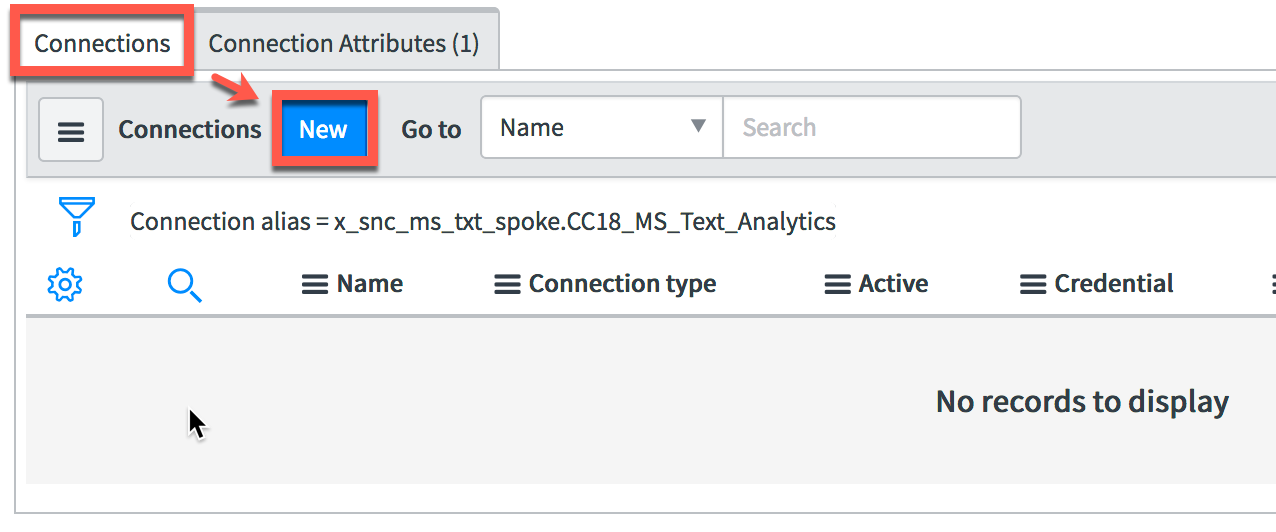 Connections Connection Attributes (1)
Connections New Go to Name Search
Connection alias = x_snc_ms_txt_spoke.CC18_MS_Text_Analytics
Name Connection type Active Credential
No records to display